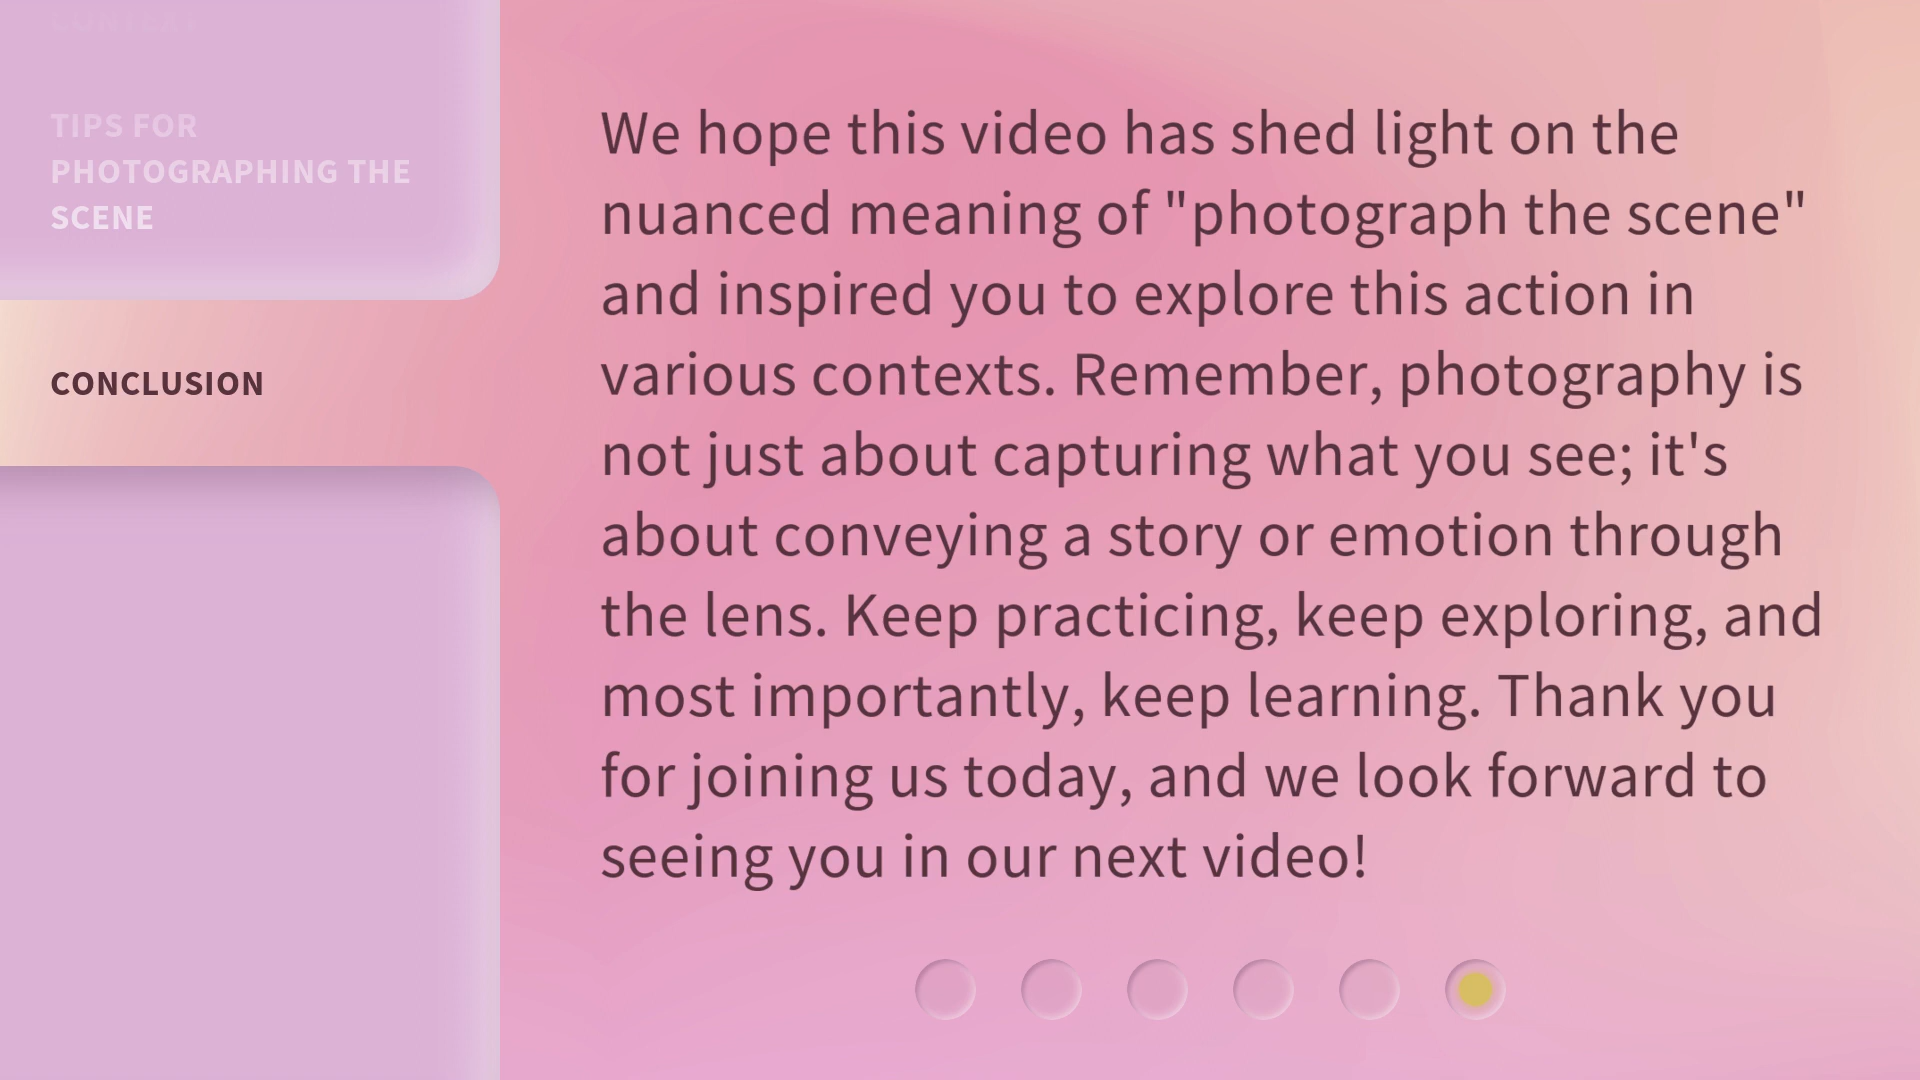 TIPS FOR
PHOTOGRAPHING THE
SCENE
CONCLUSION
We hope this video has shed light on the
nuanced meaning of "photograph the scene"
and inspired you to explore this action in
various contexts. Remember, photography is
not just about capturing what you see; it's
about conveying a story or emotion through
the lens. Keep practicing, keep exploring, and
most importantly, keep learning. Thank you
for joining us today, and we look forward to
seeing you in our next video!